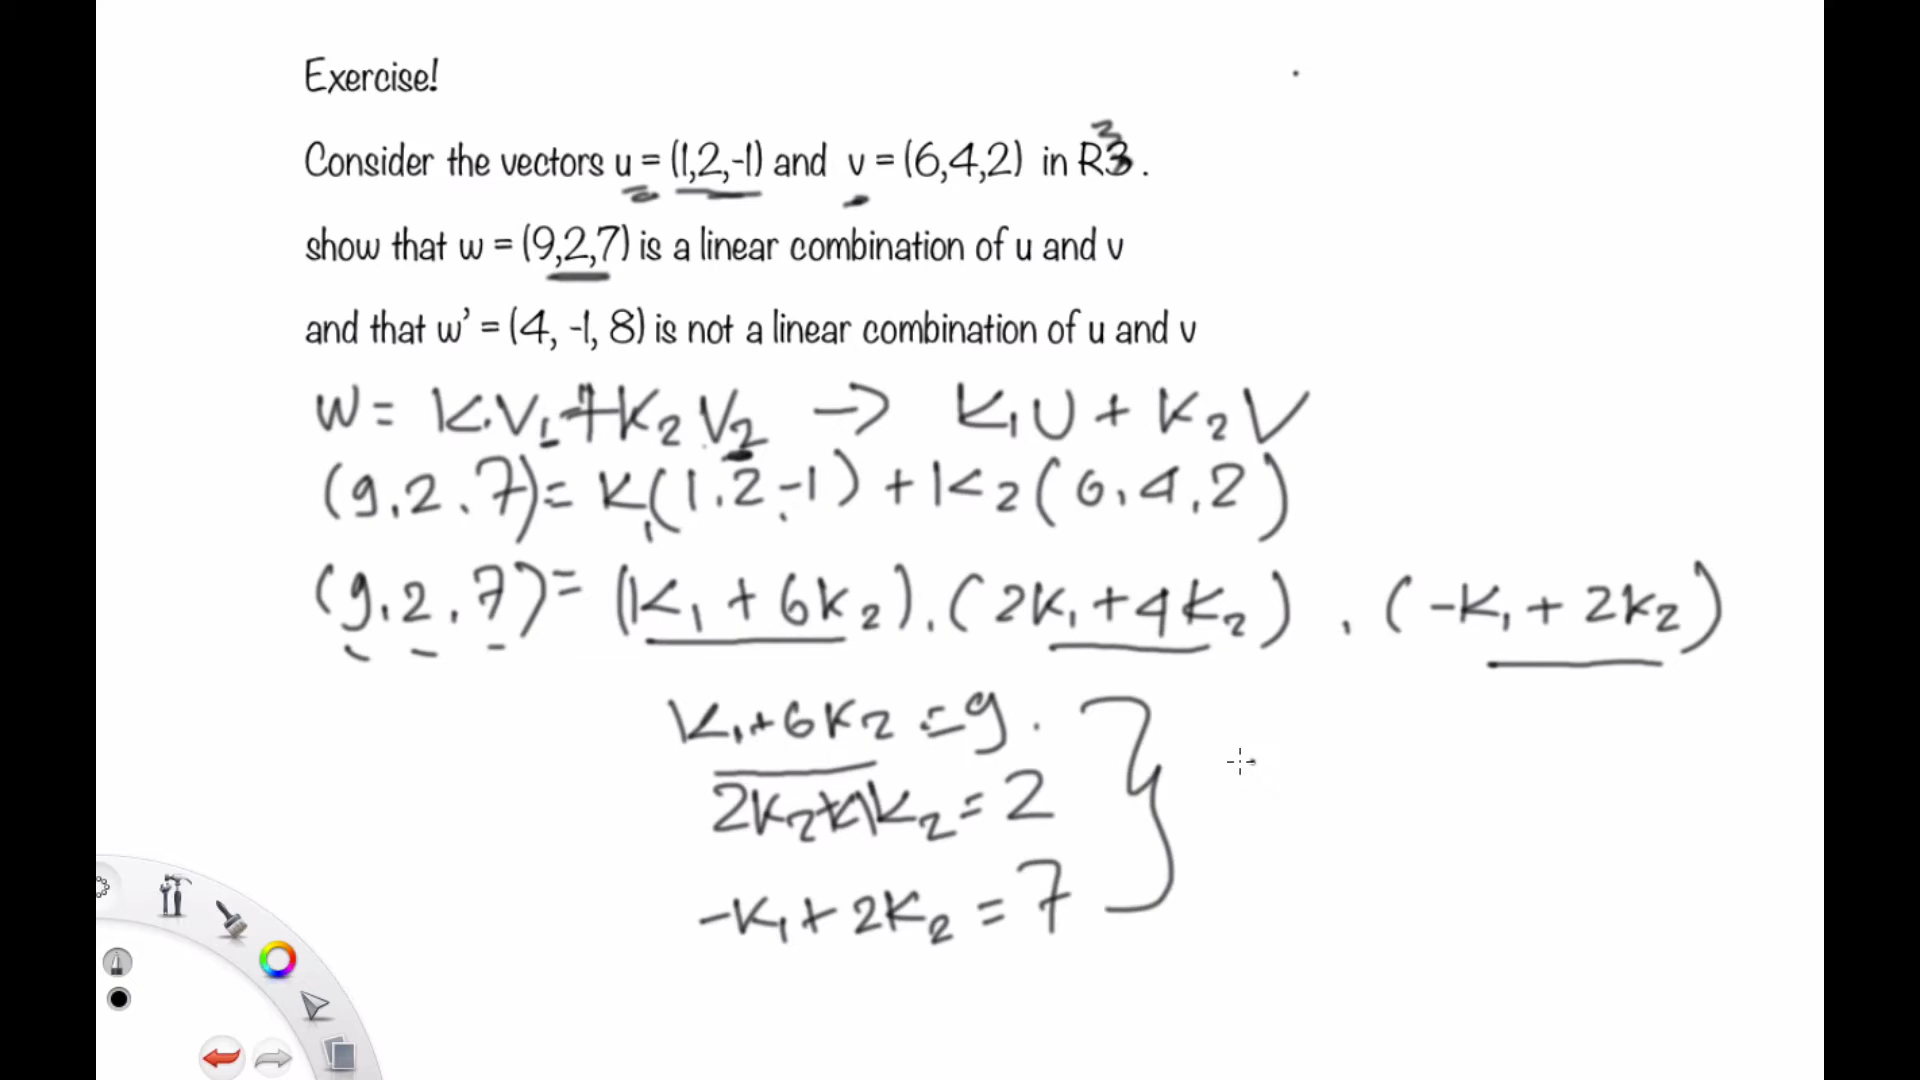 Exercise!
Consider the vectors u = (1,2,-1) and v = (6,4,2) in R3 .
show that w = (9,2,7) is a linear combination of u and v
and that w' = (4, -1, 8) is not a linear combination of u and v
W = K1V1 + K2 V2 → K1U + K2V
(9,2,7) = K1(1,2,-1) + K2(6,4,2)
(9,2,7) = (K1 + 6K2), (2K1 + 4K2), (-K1 + 2K2)
K1 + 6K2 = 9
2K2 + 4K2 = 2
-K1 + 2K2 = 7